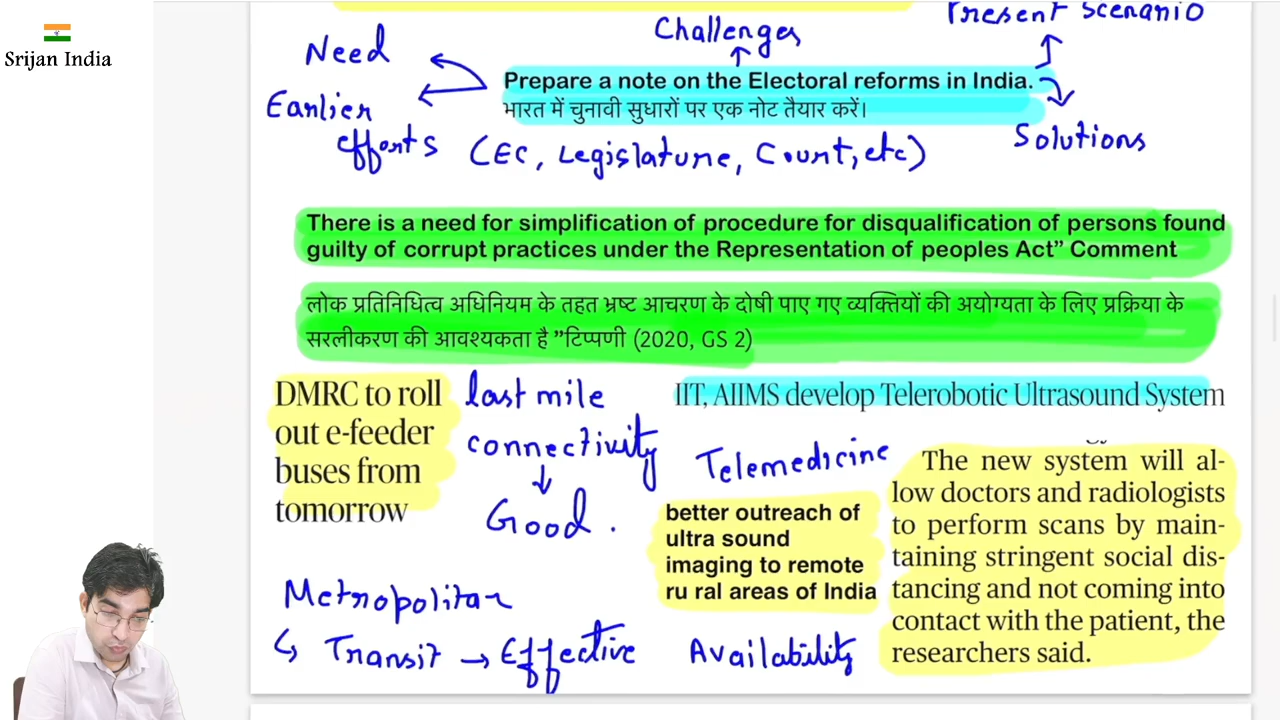 Srijan India
Need
Challenges
Present scenario
Prepare a note on the Electoral reforms in India.
भारत में चुनावी सुधारों पर एक नोट तैयार करें।
Earlier
efforts (EC, Legislature, Court, etc)
Solutions
There is a need for simplification of procedure for disqualification of persons found
guilty of corrupt practices under the Representation of peoples Act” Comment
लोक प्रतिनिधित्व अधिनियम के तहत भ्रष्ट आचरण के दोषी पाए गए व्यक्तियों की अयोग्यता के लिए प्रक्रिया के
सरलीकरण की आवश्यकता है ”टिप्पणी (2020, GS 2)
DMRC to roll
out e-feeder
buses from
tomorrow
last mile
connectivity
Good.
Metropolitan
Transit → Effective
IIT, AIIMS develop Telerobotic Ultrasound System
Telemedicine
better outreach of
ultra sound
imaging to remote
ru ral areas of India
Availability
The new system will al-
low doctors and radiologists
to perform scans by main-
taining stringent social dis-
tancing and not coming into
contact with the patient, the
researchers said.